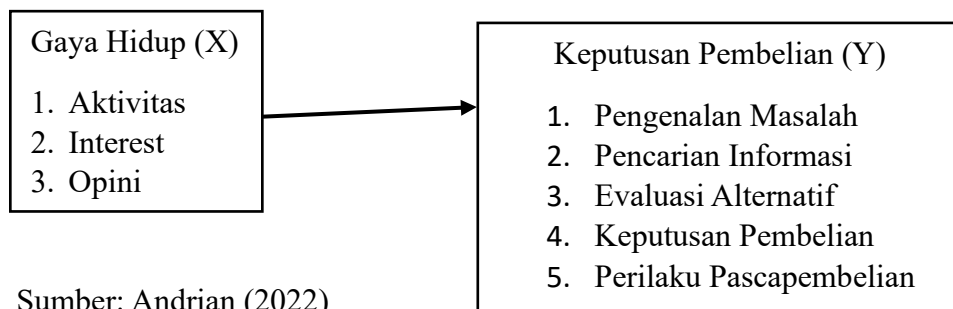 Gaya Hidup (X)
1. Aktivitas
2. Interest
3. Opini
Keputusan Pembelian (Y)
1. Pengenalan Masalah
2. Pencarian Informasi
3. Evaluasi Alternatif
4. Keputusan Pembelian
5. Perilaku Pascapembelian
Sumber: Andrian (2022)